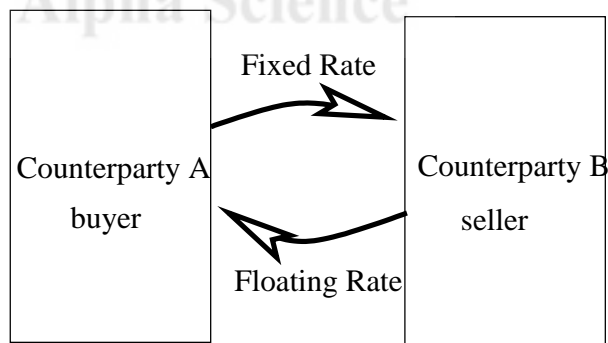 Alpha Science
Fixed Rate
Counterparty A
buyer
Counterparty B
seller
Floating Rate